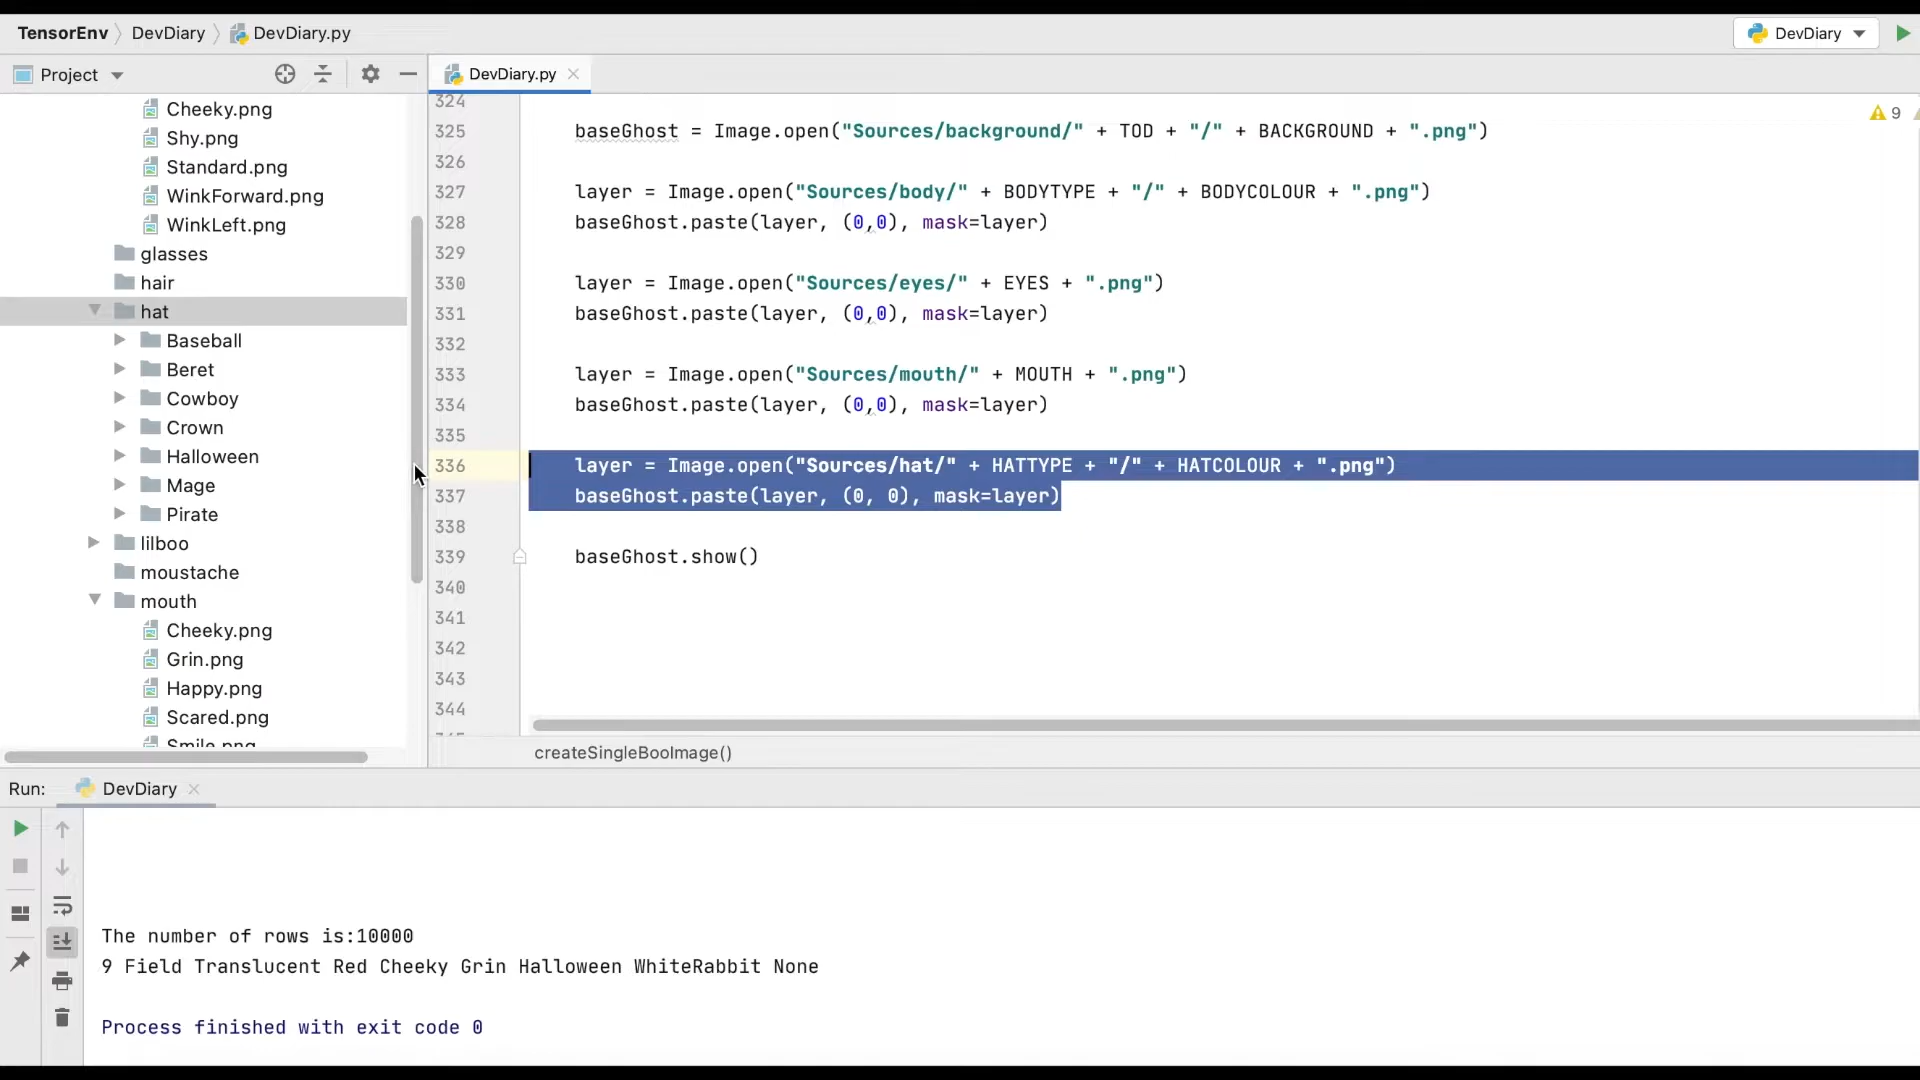 TensorEnv DevDiary DevDiary.py DevDiary
Project DevDiary.py
Cheeky.png
Shy.png
Standard.png
WinkForward.png
WinkLeft.png
glasses
hair
hat
Baseball
Beret
Cowboy
Crown
Halloween
Mage
Pirate
lilboo
moustache
mouth
Cheeky.png
Grin.png
Happy.png
Scared.png
Smile.png
9
324
325 baseGhost = Image.open("Sources/background/" + TOD + "/" + BACKGROUND + ".png")
326
327 layer = Image.open("Sources/body/" + BODYTYPE + "/" + BODYCOLOUR + ".png")
328 baseGhost.paste(layer, (0,0), mask=layer)
329
330 layer = Image.open("Sources/eyes/" + EYES + ".png")
331 baseGhost.paste(layer, (0,0), mask=layer)
332
333 layer = Image.open("Sources/mouth/" + MOUTH + ".png")
334 baseGhost.paste(layer, (0,0), mask=layer)
335
336 layer = Image.open("Sources/hat/" + HATTYPE + "/" + HATCOLOUR + ".png")
337 baseGhost.paste(layer, (0, 0), mask=layer)
338
339 baseGhost.show()
340
341
342
343
344
createSingleBooImage()
Run: DevDiary
The number of rows is:10000
9 Field Translucent Red Cheeky Grin Halloween WhiteRabbit None
Process finished with exit code 0